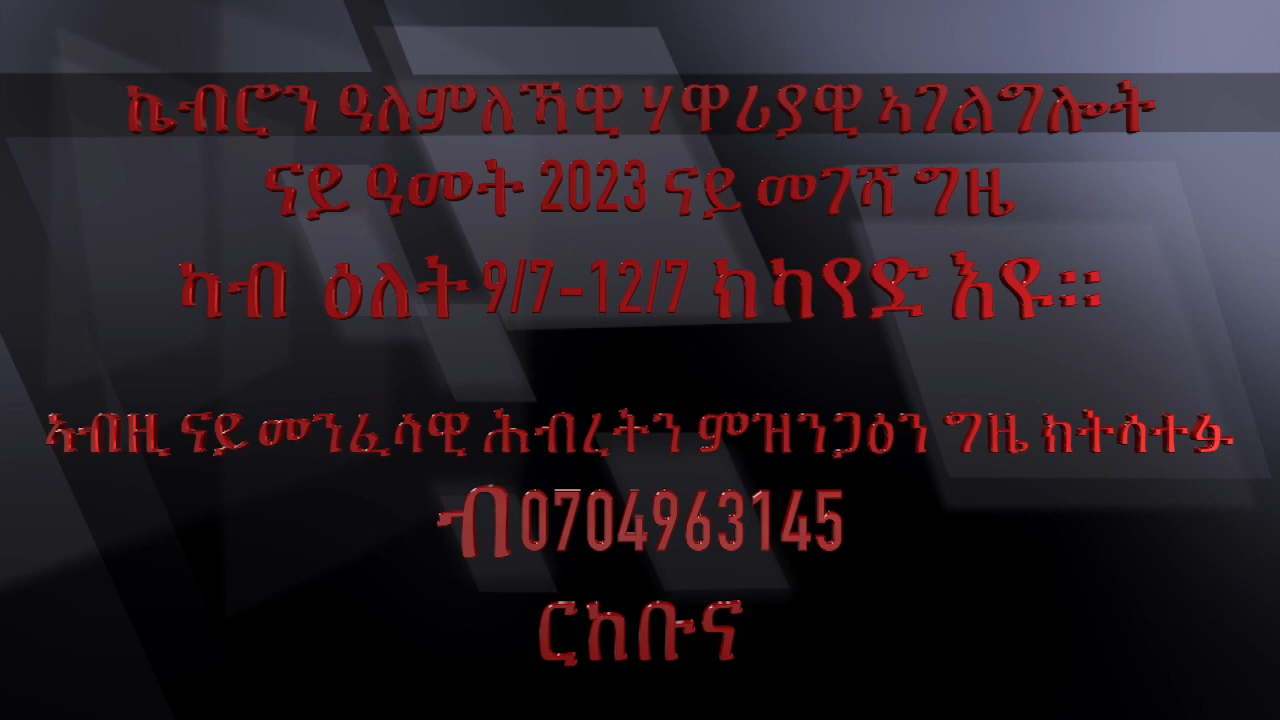 ኬብሮን ዓለምለኻዊ ሃዋሪያዊ ኣገልግሎት
ናይ ዓመት 2023 ናይ መገሻ ግዜ
ካብ ዕለት 9/7-12/7 ክካየድ እዩ።።
ኣብዚ ናይ መንፈሳዊ ሕብረትን ምዝንጋዕን ግዜ ክትሳተፉ
ብ0704963145
ርከቡና